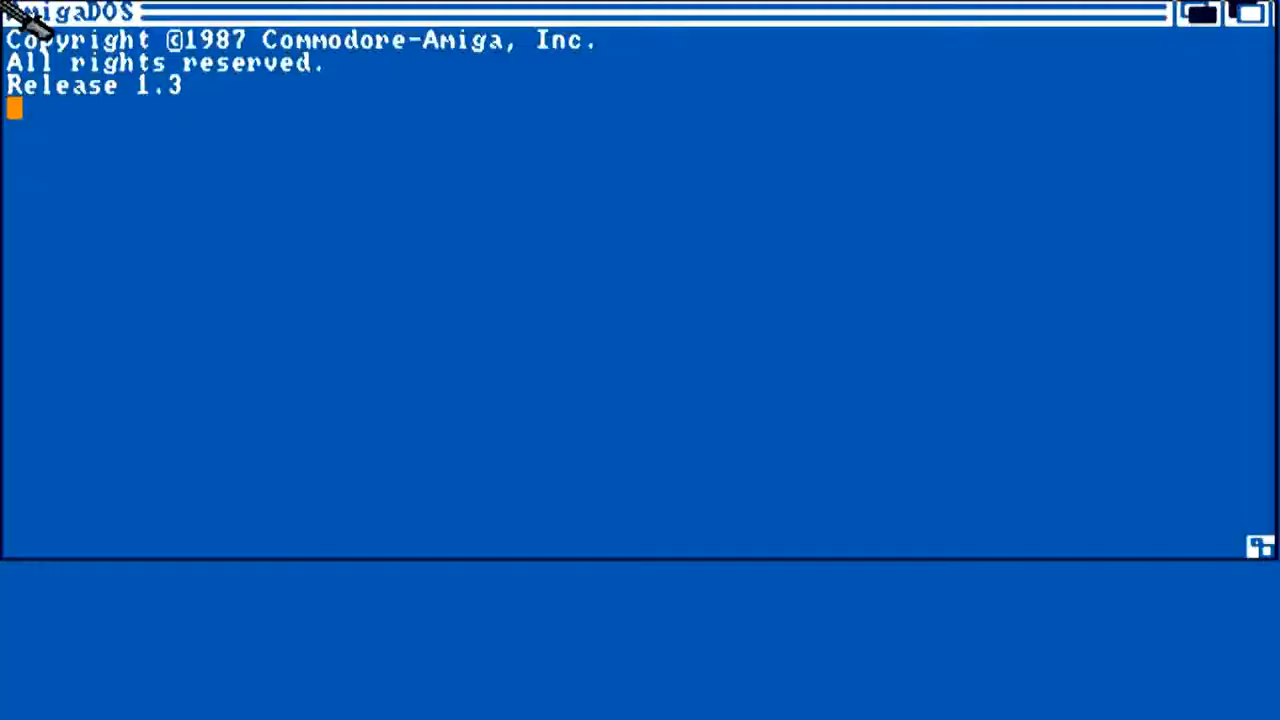 AmigaDOS
Copyright ©1987 Commodore-Amiga, Inc.
All rights reserved.
Release 1.3